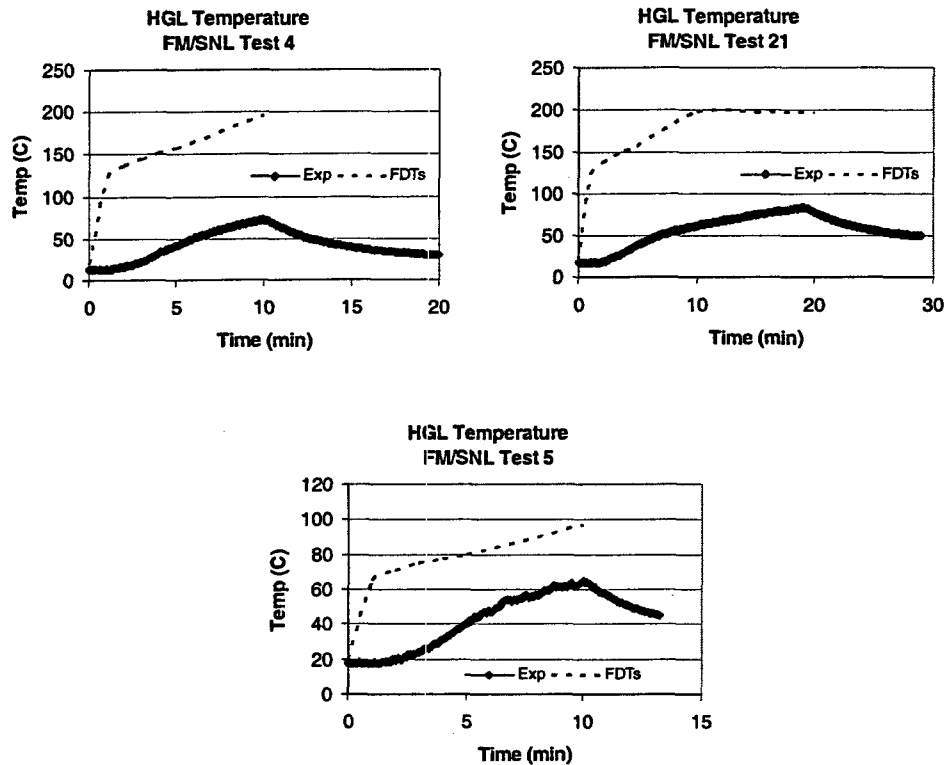 HGL Temperature
FM/SNL Test 4
250
200
150
100
50
0
Temp (C)
Exp FDTs
0 5 10 15 20
Time (min)
HGL Temperature
FM/SNL Test 21
250
200
150
100
50
0
Temp (C)
Exp FDTs
0 10 20 30
Time (min)
HGL Temperature
FM/SNL Test 5
120
100
80
60
40
20
0
Temp (C)
Exp FDTs
0 5 10 15
Time (min)